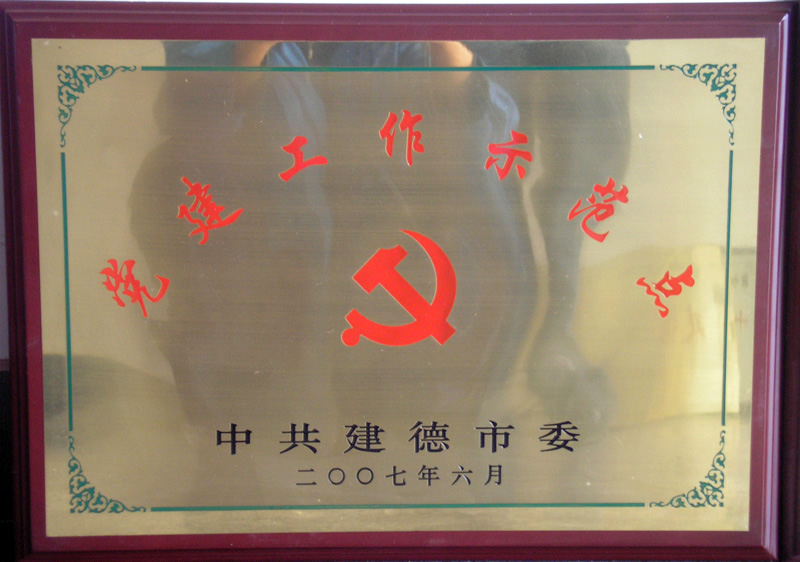 党建工作示范点
中共建德市委
二〇〇七年六月